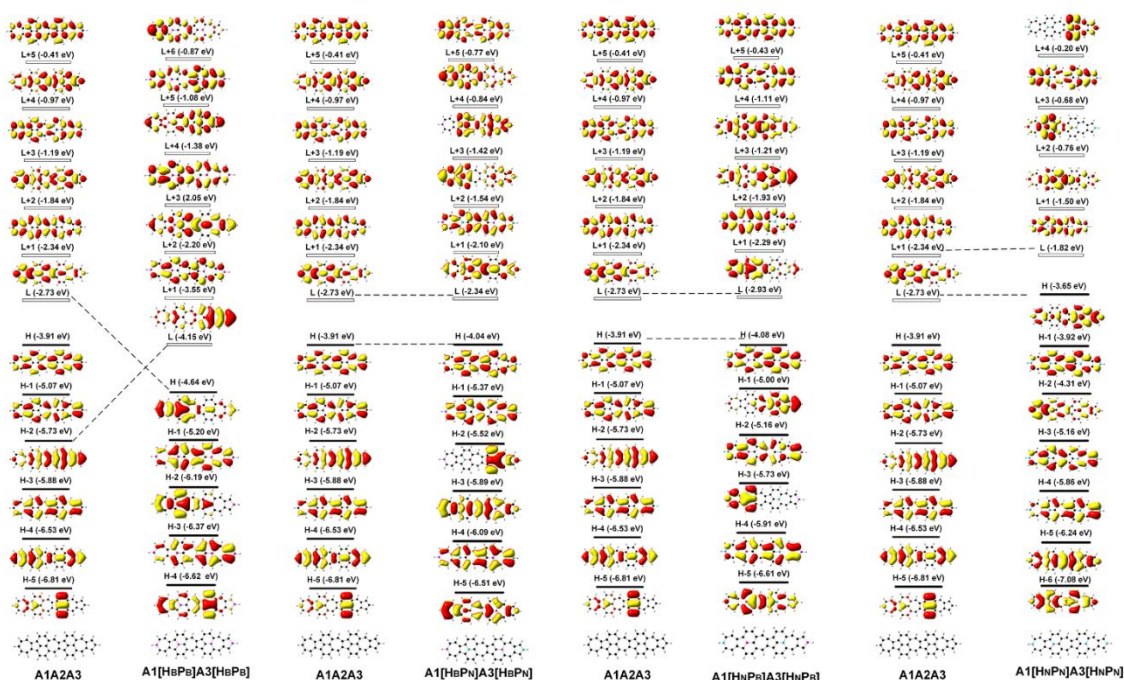 L+5 (-0.41 eV)
L+4 (-0.97 eV)
L+3 (-1.19 eV)
L+2 (-1.84 eV)
L+1 (-2.34 eV)
L (-2.73 eV)
H (-3.91 eV)
H-1 (-5.07 eV)
H-2 (-5.73 eV)
H-3 (-5.88 eV)
H-4 (-6.53 eV)
H-5 (-6.81 eV)
A1A2A3
L+6 (-0.87 eV)
L+5 (-1.08 eV)
L+4 (-1.38 eV)
L+3 (2.05 eV)
L+2 (-2.20 eV)
L+1 (-3.55 eV)
L (-4.15 eV)
H (-4.64 eV)
H-1 (-5.20 eV)
H-2 (-6.19 eV)
H-3 (-6.37 eV)
H-4 (-6.62 eV)
A1[HBPB]A3[HBPB]
L+5 (-0.41 eV)
L+4 (-0.97 eV)
L+3 (-1.19 eV)
L+2 (-1.84 eV)
L+1 (-2.34 eV)
L (-2.73 eV)
H (-3.91 eV)
H-1 (-5.07 eV)
H-2 (-5.73 eV)
H-3 (-5.88 eV)
H-4 (-6.53 eV)
H-5 (-6.81 eV)
A1A2A3
L+5 (-0.77 eV)
L+4 (-0.84 eV)
L+3 (-1.42 eV)
L+2 (-1.54 eV)
L+1 (-2.10 eV)
L (-2.34 eV)
H (-4.04 eV)
H-1 (-5.37 eV)
H-2 (-5.52 eV)
H-3 (-5.89 eV)
H-4 (-6.09 eV)
H-5 (-6.51 eV)
A1[HBPN]A3[HBPN]
L+5 (-0.41 eV)
L+4 (-0.97 eV)
L+3 (-1.19 eV)
L+2 (-1.84 eV)
L+1 (-2.34 eV)
L (-2.73 eV)
H (-3.91 eV)
H-1 (-5.07 eV)
H-2 (-5.73 eV)
H-3 (-5.88 eV)
H-4 (-6.53 eV)
H-5 (-6.81 eV)
A1A2A3
L+5 (-0.43 eV)
L+4 (-1.11 eV)
L+3 (-1.21 eV)
L+2 (-1.93 eV)
L+1 (-2.29 eV)
L (-2.93 eV)
H (-4.08 eV)
H-1 (-5.00 eV)
H-2 (-5.16 eV)
H-3 (-5.73 eV)
H-4 (-5.91 eV)
H-5 (-6.61 eV)
A1[HNPB]A3[HNPB]
L+5 (-0.41 eV)
L+4 (-0.97 eV)
L+3 (-1.19 eV)
L+2 (-1.84 eV)
L+1 (-2.34 eV)
L (-2.73 eV)
H (-3.91 eV)
H-1 (-5.07 eV)
H-2 (-5.73 eV)
H-3 (-5.88 eV)
H-4 (-6.53 eV)
H-5 (-6.81 eV)
A1A2A3
L+4 (-0.20 eV)
L+3 (-0.68 eV)
L+2 (-0.76 eV)
L+1 (-1.50 eV)
L (-1.82 eV)
H (-3.65 eV)
H-1 (-3.92 eV)
H-2 (-4.31 eV)
H-3 (-5.16 eV)
H-4 (-5.86 eV)
H-5 (-6.24 eV)
H-6 (-7.08 eV)
A1[HNPN]A3[HNPN]